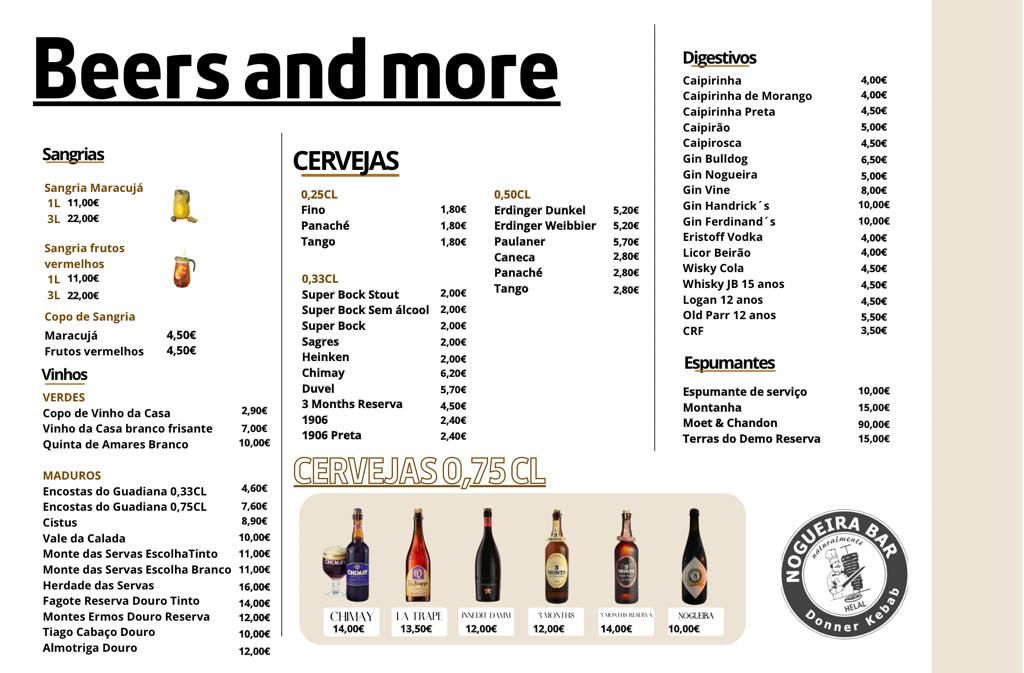 Beers and more
Sangrias
Sangria Maracujá
1L 11,00€
3L 22,00€
Sangria frutos
vermelhos
1L 11,00€
3L 22,00€
Copo de Sangria
Maracujá 4,50€
Frutos vermelhos 4,50€
Vinhos
VERDES
Copo de Vinho da Casa 2,90€
Vinho da Casa branco frisante 7,00€
Quinta de Amares Branco 10,00€
MADUROS
Encostas do Guadiana 0,33CL 4,60€
Encostas do Guadiana 0,75CL 7,60€
Cistus 8,90€
Vale da Calada 10,00€
Monte das Servas EscolhaTinto 11,00€
Monte das Servas Escolha Branco 11,00€
Herdade das Servas 16,00€
Fagote Reserva Douro Tinto 14,00€
Montes Ermos Douro Reserva 12,00€
Tiago Cabaço Douro 10,00€
Almotriga Douro 12,00€
CERVEJAS
0,25CL
Fino 1,80€
Panaché 1,80€
Tango 1,80€
0,33CL
Super Bock Stout 2,00€
Super Bock Sem álcool 2,00€
Super Bock 2,00€
Sagres 2,00€
Heinken 2,00€
Chimay 6,20€
Duvel 5,70€
3 Months Reserva 4,50€
1906 2,40€
1906 Preta 2,40€
0,50CL
Erdinger Dunkel 5,20€
Erdinger Weibbier 5,20€
Paulaner 5,70€
Caneca 2,80€
Panaché 2,80€
Tango 2,80€
CERVEJAS 0,75 CL
CHIMAY
14,00€
LA TRAPE
13,50€
INNEDIT DAMM
12,00€
3 MONTHS
12,00€
3 MONTHS RESERVA
14,00€
NOGUEIRA
10,00€
Digestivos
Caipirinha 4,00€
Caipirinha de Morango 4,00€
Caipirinha Preta 4,50€
Caipirão 5,00€
Caipirosca 4,50€
Gin Bulldog 6,50€
Gin Nogueira 5,00€
Gin Vine 8,00€
Gin Handrick´s 10,00€
Gin Ferdinand´s 10,00€
Eristoff Vodka 4,00€
Licor Beirão 4,00€
Wisky Cola 4,50€
Whisky JB 15 anos 4,50€
Logan 12 anos 4,50€
Old Parr 12 anos 5,50€
CRF 3,50€
Espumantes
Espumante de serviço 10,00€
Montanha 15,00€
Moet & Chandon 90,00€
Terras do Demo Reserva 15,00€
NOGUEIRA BAR
naturalmente
HELAL
Donner Kebab